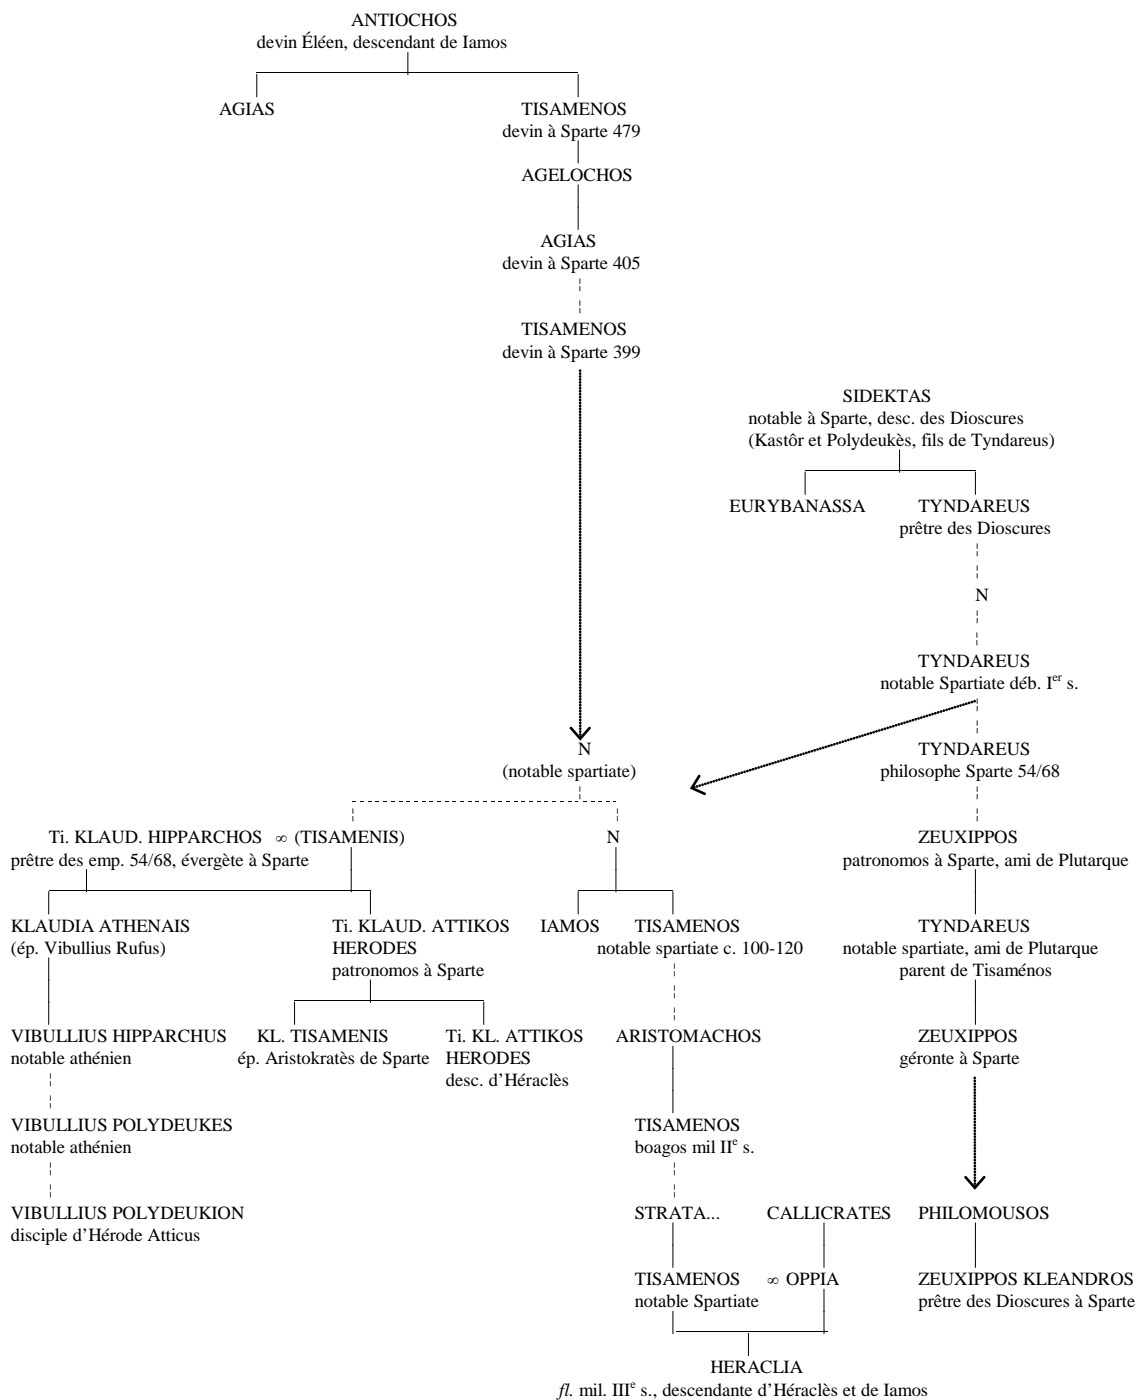 ANTIOCHOS
devin Éléen, descendant de Iamos
AGIAS
TISAMENOS
devin à Sparte 479
AGELOCHOS
AGIAS
devin à Sparte 405
TISAMENOS
devin à Sparte 399
SIDEKTAS
notable à Sparte, desc. des Dioscures
(Kastôr et Polydeukès, fils de Tyndareus)
EURYBANASSA
TYNDAREUS
prêtre des Dioscures
N
TYNDAREUS
notable Spartiate déb. Ier s.
N
(notable spartiate)
TYNDAREUS
philosophe Sparte 54/68
Ti. KLAUD. HIPPARCHOS ∞ (TISAMENIS)
prêtre des emp. 54/68, évergète à Sparte
N
ZEUXIPPOS
patronomos à Sparte, ami de Plutarque
KLAUDIA ATHENAIS
(ép. Vibullius Rufus)
Ti. KLAUD. ATTIKOS
HERODES
patronomos à Sparte
IAMOS
TISAMENOS
notable spartiate c. 100-120
TYNDAREUS
notable spartiate, ami de Plutarque
parent de Tisaménos
VIBULLIUS HIPPARCHUS
notable athénien
KL. TISAMENIS
ép. Aristokratès de Sparte
Ti. KL. ATTIKOS
HERODES
desc. d'Héraclès
ARISTOMACHOS
ZEUXIPPOS
géronte à Sparte
VIBULLIUS POLYDEUKES
notable athénien
TISAMENOS
boagos mil IIe s.
VIBULLIUS POLYDEUKION
disciple d'Hérode Atticus
STRATA...
CALLICRATES
PHILOMOUSOS
TISAMENOS ∞ OPPIA
notable Spartiate
ZEUXIPPOS KLEANDROS
prêtre des Dioscures à Sparte
HERACLIA
fl. mil. IIIe s., descendante d'Héraclès et de Iamos